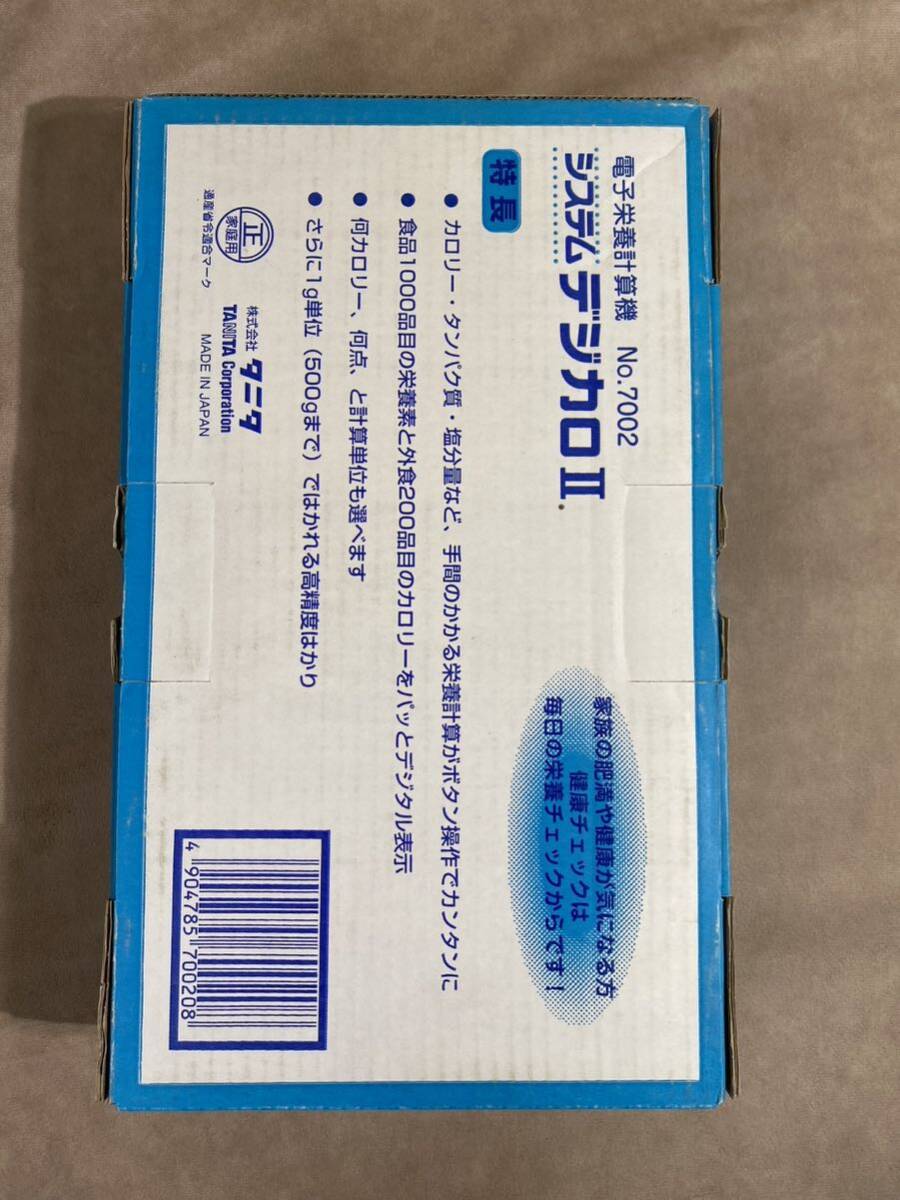 電子栄養計算機 No.7002
システムデジカロⅡ
家族の肥満や健康が気になる方
健康チェックは
毎日の栄養チェックからです!
特長
● カロリー・タンパク質・塩分量など、手間のかかる栄養計算がボタン操作でカンタンに
● 食品1000品目の栄養素と外食200品目のカロリーをパッとデジタル表示
● 何カロリー、何点、と計算単位も選べます
● さらに1g単位(500gまで)ではかれる高精度はかり
正
家庭用
通産省令適合マーク
株式会社 タニタ
TANITA Corporation
MADE IN JAPAN
4 904785 700208